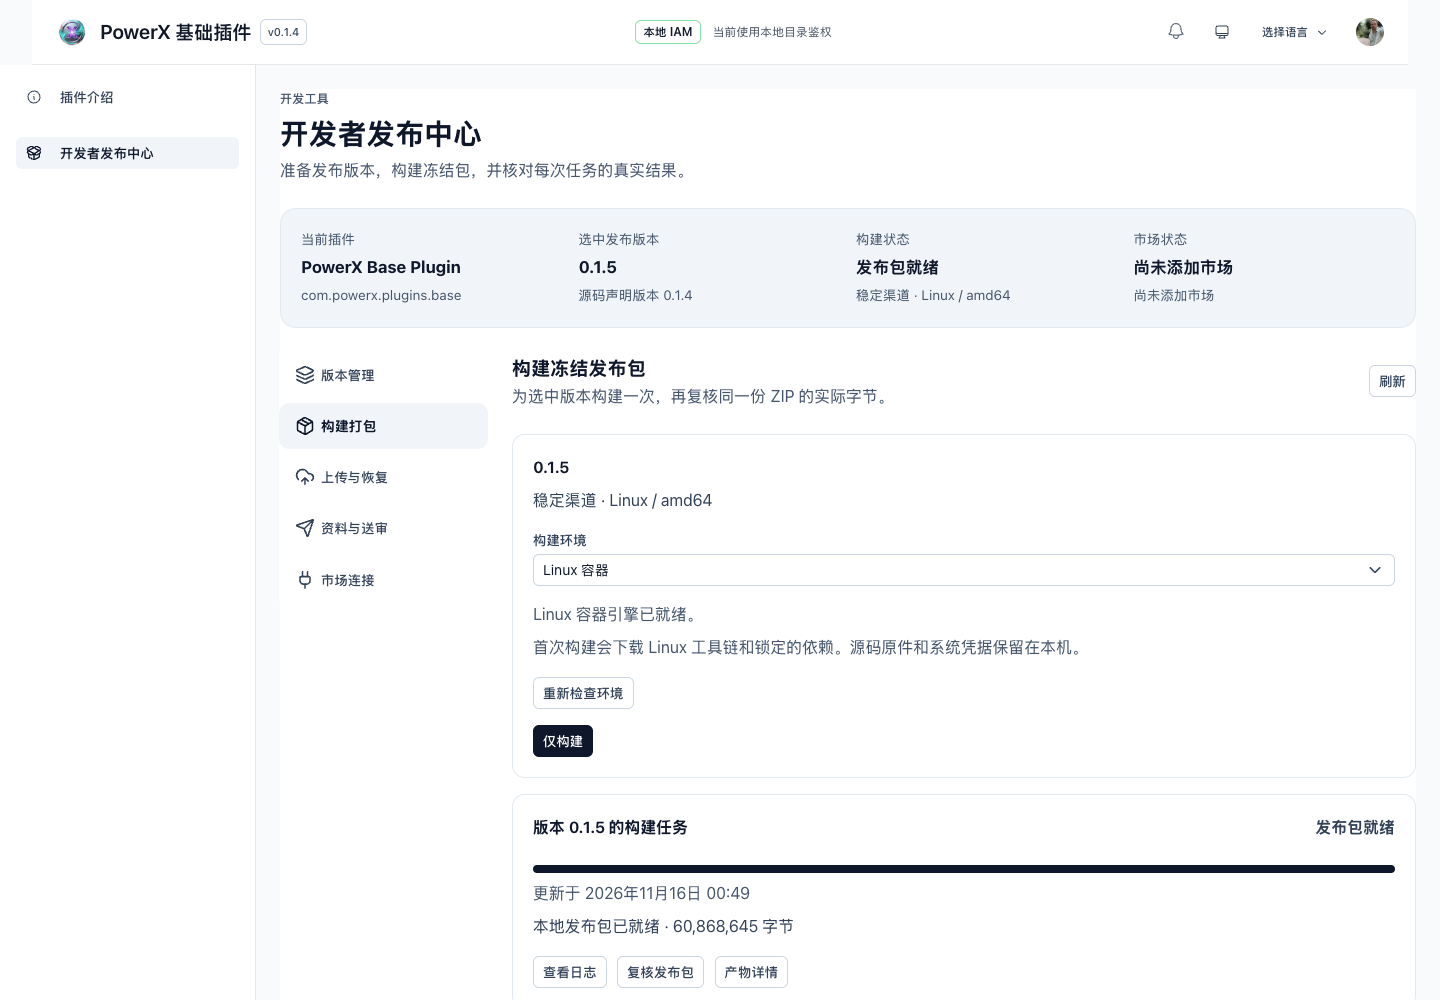 PowerX 基础插件
v0.1.4
本地 IAM
当前使用本地目录鉴权
选择语言
插件介绍
开发者发布中心
开发工具
开发者发布中心
准备发布版本，构建冻结包，并核对每次任务的真实结果。
当前插件
PowerX Base Plugin
com.powerx.plugins.base
选中发布版本
0.1.5
源码声明版本 0.1.4
构建状态
发布包就绪
稳定渠道 · Linux / amd64
市场状态
尚未添加市场
尚未添加市场
版本管理
构建打包
上传与恢复
资料与送审
市场连接
构建冻结发布包
为选中版本构建一次，再复核同一份 ZIP 的实际字节。
刷新
0.1.5
稳定渠道 · Linux / amd64
构建环境
Linux 容器
Linux 容器引擎已就绪。
首次构建会下载 Linux 工具链和锁定的依赖。源码原件和系统凭据保留在本机。
重新检查环境
仅构建
版本 0.1.5 的构建任务
发布包就绪
更新于 2026年11月16日 00:49
本地发布包已就绪 · 60,868,645 字节
查看日志
复核发布包
产物详情